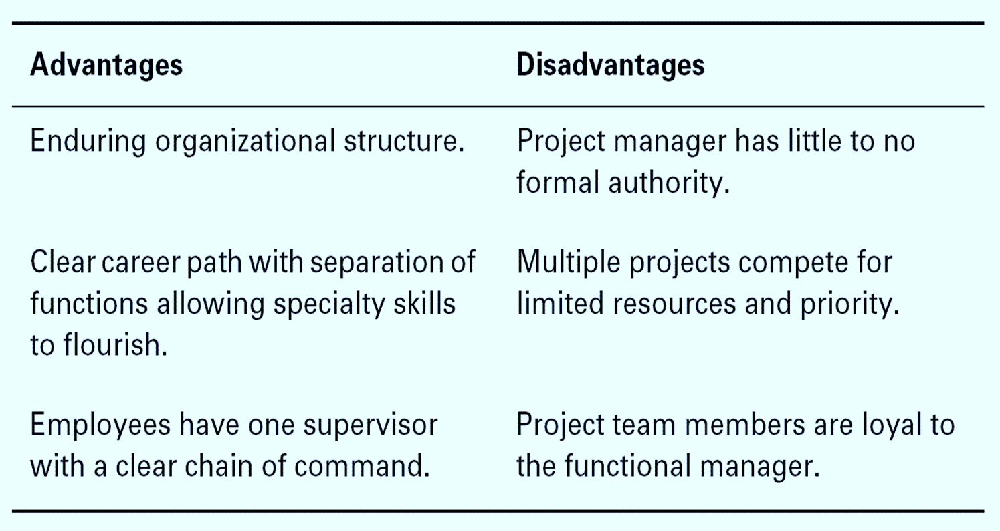 Advantages
Disadvantages
Enduring organizational structure.
Project manager has little to no
formal authority.
Clear career path with separation of
functions allowing specialty skills
to flourish.
Multiple projects compete for
limited resources and priority.
Employees have one supervisor
with a clear chain of command.
Project team members are loyal to
the functional manager.